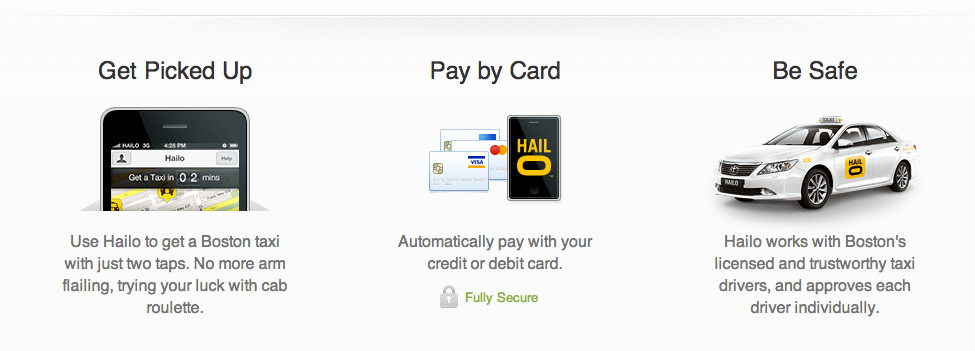 Get Picked Up
Pay by Card
Be Safe
HAILO 3G 4:28 PM
Hailo
Help
Get a Taxi in 0 2 mins
VISA
HAIL
O
TAXI
HAIL
O
HAILO
Use Hailo to get a Boston taxi
with just two taps. No more arm
flailing, trying your luck with cab
roulette.
Automatically pay with your
credit or debit card.
Fully Secure
Hailo works with Boston's
licensed and trustworthy taxi
drivers, and approves each
driver individually.